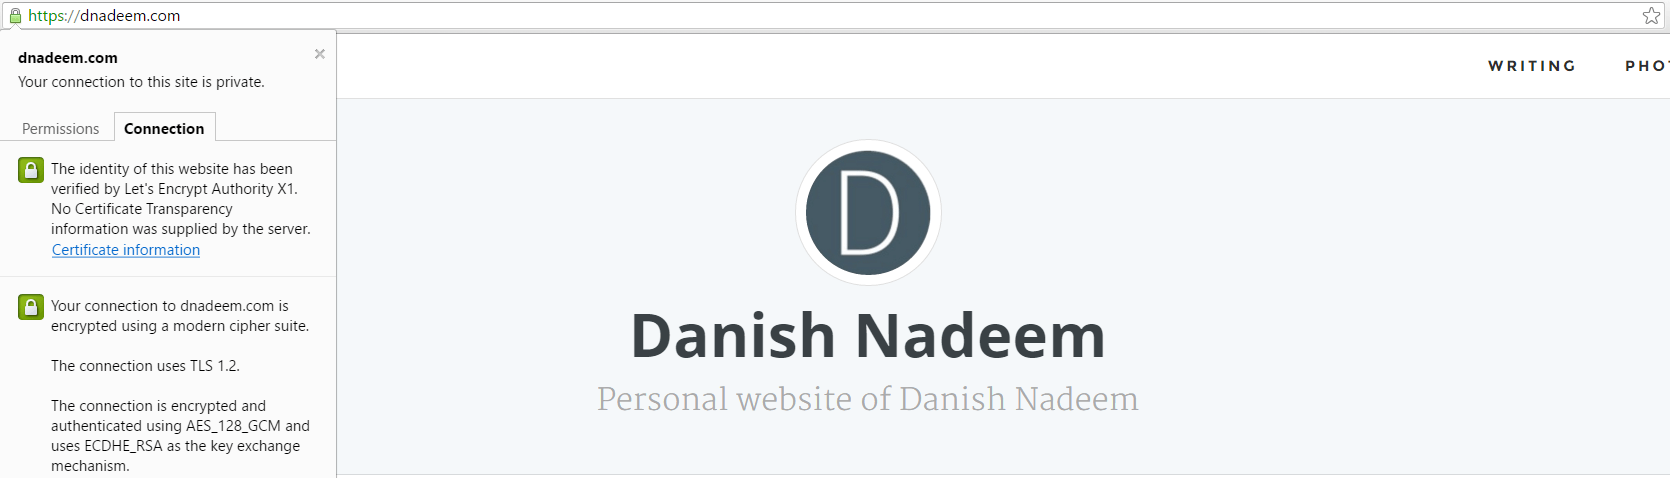 https://dnadeem.com
dnadeem.com
Your connection to this site is private.
Permissions
Connection
The identity of this website has been
verified by Let's Encrypt Authority X1.
No Certificate Transparency
information was supplied by the server.
Certificate information
Your connection to dnadeem.com is
encrypted using a modern cipher suite.
The connection uses TLS 1.2.
The connection is encrypted and
authenticated using AES_128_GCM and
uses ECDHE_RSA as the key exchange
mechanism.
WRITING
PHOT
D
Danish Nadeem
Personal website of Danish Nadeem